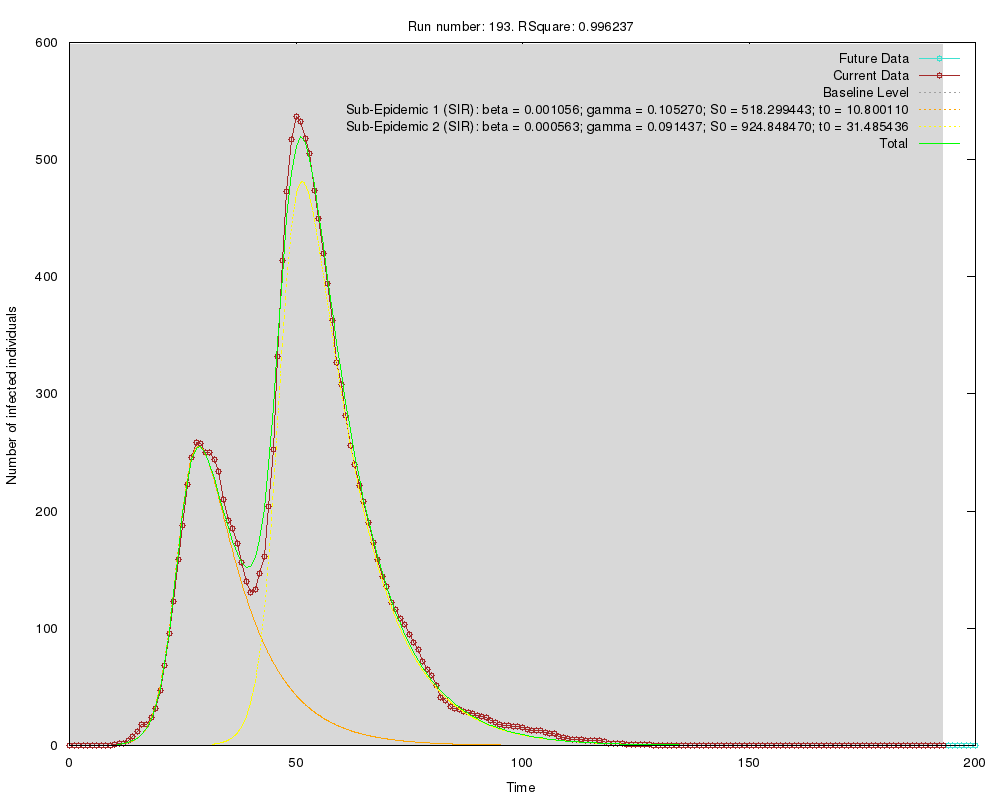 Run number: 193. RSquare: 0.996237
600
500
400
300
200
100
0
Number of infected individuals
Future Data
Current Data
Baseline Level
Sub-Epidemic 1 (SIR): beta = 0.001056; gamma = 0.105270; S0 = 518.299443; t0 = 10.800110
Sub-Epidemic 2 (SIR): beta = 0.000563; gamma = 0.091437; S0 = 924.848470; t0 = 31.485436
Total
0 50 100 150 200
Time